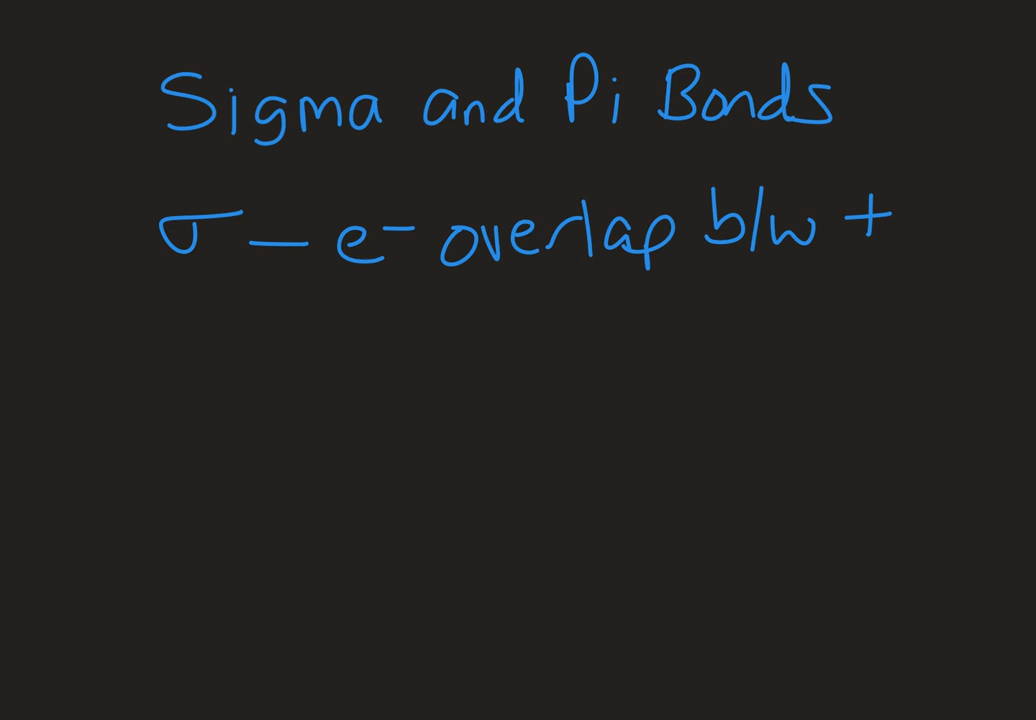 Sigma and Pi Bonds
σ — e- overlap b/w +